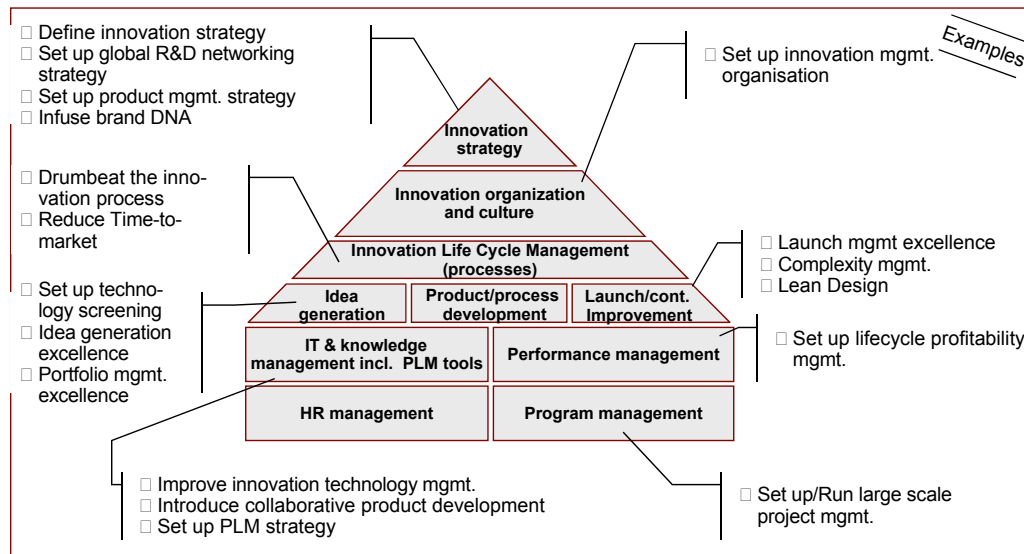 □ Define innovation strategy
□ Set up global R&D networking
strategy
□ Set up product mgmt. strategy
□ Infuse brand DNA
□ Set up innovation mgmt.
organisation
Examples
Innovation
strategy
□ Drumbeat the inno-
vation process
□ Reduce Time-to-
market
Innovation organization
and culture
Innovation Life Cycle Management
(processes)
□ Launch mgmt excellence
□ Complexity mgmt.
□ Lean Design
□ Set up techno-
logy screening
□ Idea generation
excellence
□ Portfolio mgmt.
excellence
Idea
generation
Product/process
development
Launch/cont.
Improvement
IT & knowledge
management incl. PLM tools
Performance management
□ Set up lifecycle profitability
mgmt.
HR management
Program management
□ Improve innovation technology mgmt.
□ Introduce collaborative product development
□ Set up PLM strategy
□ Set up/Run large scale
project mgmt.